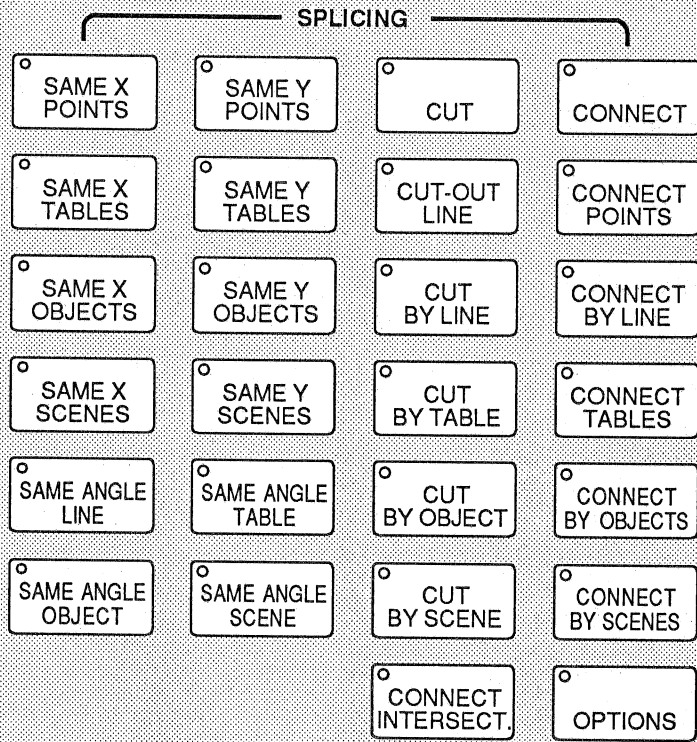 SPLICING
SAME X
POINTS
SAME Y
POINTS
CUT
CONNECT
SAME X
TABLES
SAME Y
TABLES
CUT-OUT
LINE
CONNECT
POINTS
SAME X
OBJECTS
SAME Y
OBJECTS
CUT
BY LINE
CONNECT
BY LINE
SAME X
SCENES
SAME Y
SCENES
CUT
BY TABLE
CONNECT
TABLES
SAME ANGLE
LINE
SAME ANGLE
TABLE
CUT
BY OBJECT
CONNECT
BY OBJECTS
SAME ANGLE
OBJECT
SAME ANGLE
SCENE
CUT
BY SCENE
CONNECT
BY SCENES
CONNECT
INTERSECT.
OPTIONS